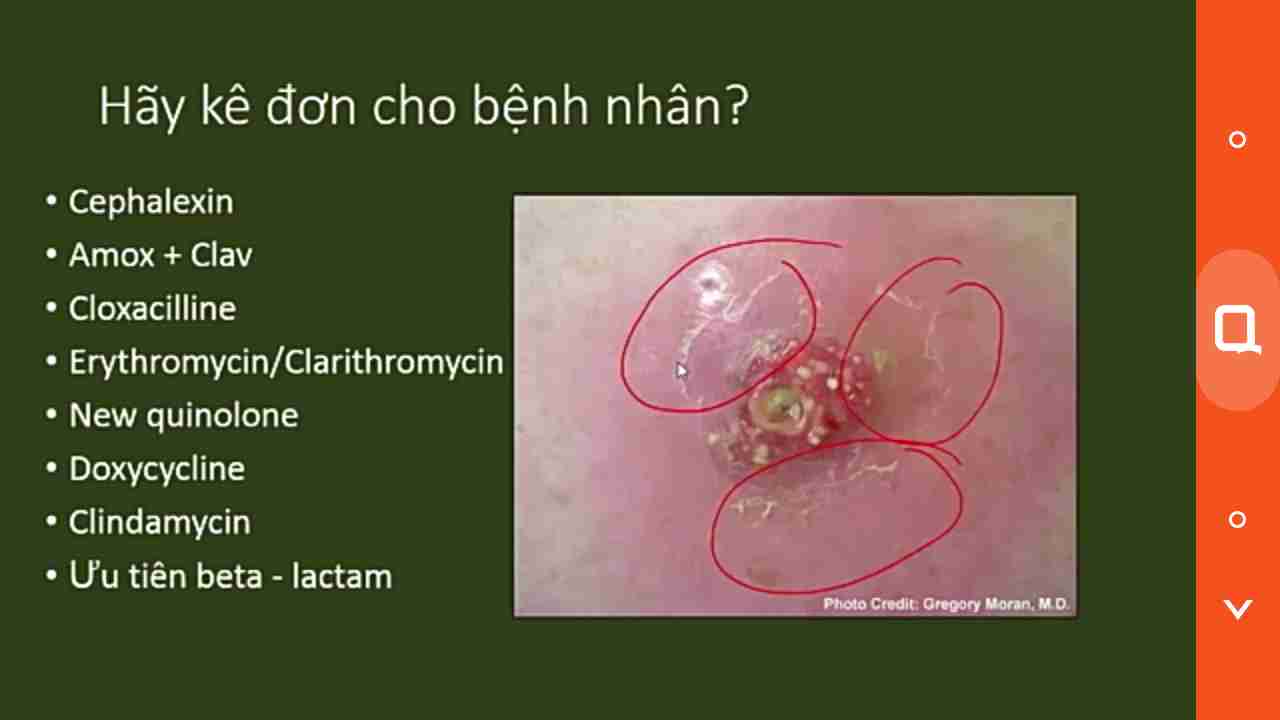 Hãy kê đơn cho bệnh nhân?
• Cephalexin
• Amox + Clav
• Cloxacilline
• Erythromycin/Clarithromycin
• New quinolone
• Doxycycline
• Clindamycin
• Ưu tiên beta - lactam
Photo Credit: Gregory Moran, M.D.